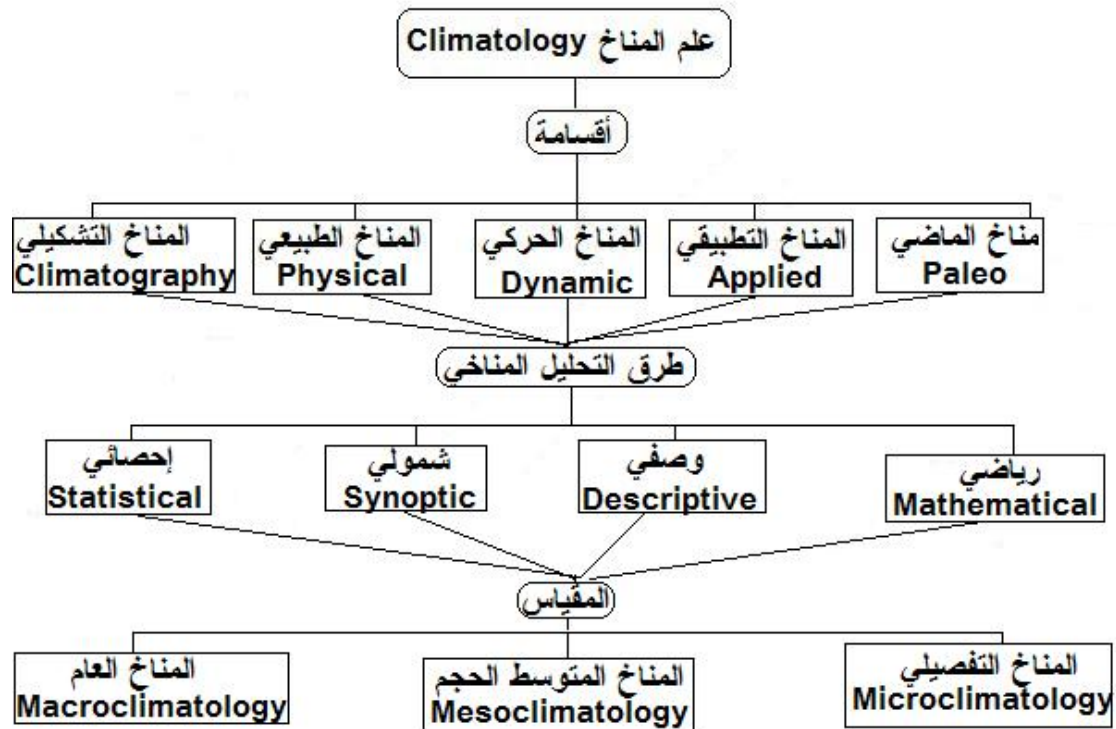 علم المناخ Climatology
أقسامة
مناخ الماضي
Paleo
المناخ التطبيقي
Applied
المناخ الحركي
Dynamic
المناخ الطبيعي
Physical
المناخ التشكيلي
Climatography
طرق التحليل المناخي
رياضي
Mathematical
وصفي
Descriptive
شمولي
Synoptic
إحصائي
Statistical
المقياس
المناخ التفصيلي
Microclimatology
المناخ المتوسط الحجم
Mesoclimatology
المناخ العام
Macroclimatology